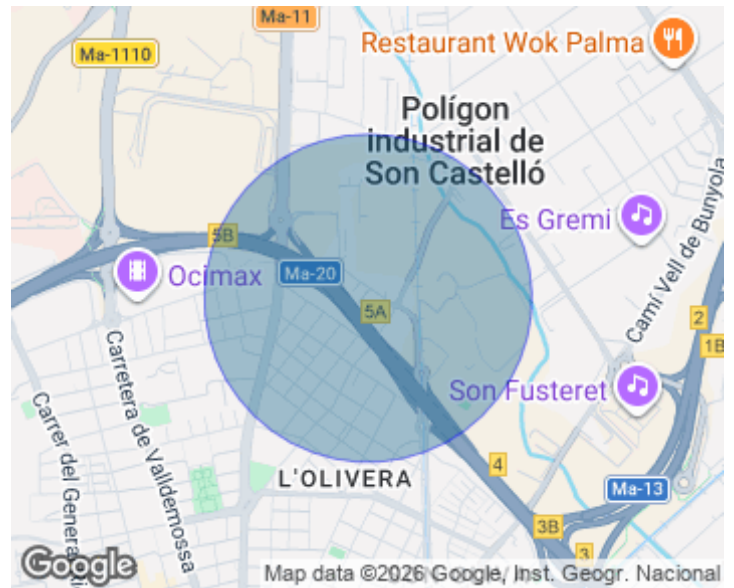 Ma-11
Ma-1110
Restaurant Wok Palma
Polígon
industrial de
Son Castelló
Es Gremi
Camí Vell de Bunyola
5B
Ocimax
Ma-20
5A
2
1B
Son Fusteret
Carretera de Valldemossa
Carrer del General
L'OLIVERA
4
Ma-13
3B
3
Google
Map data ©2026 Google, Inst. Geogr. Nacional